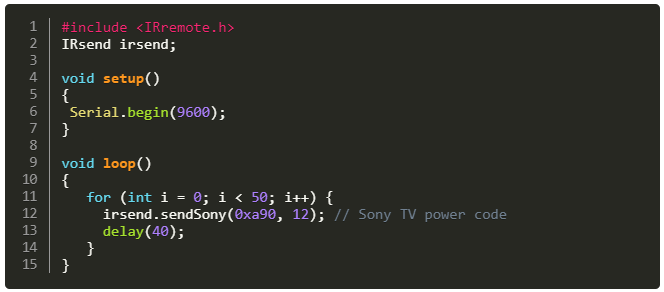 1 #include <IRremote.h>
2 IRsend irsend;
3
4 void setup()
5 {
6  Serial.begin(9600);
7 }
8
9 void loop()
10 {
11    for (int i = 0; i < 50; i++) {
12      irsend.sendSony(0xa90, 12); // Sony TV power code
13      delay(40);
14    }
15 }